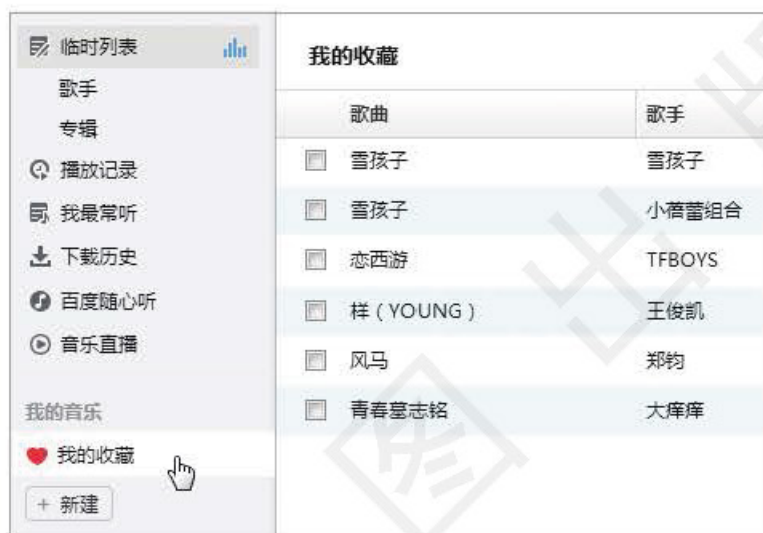 临时列表
歌手
专辑
播放记录
我最常听
下载历史
百度随心听
音乐直播
我的音乐
我的收藏
+ 新建
我的收藏
歌曲 歌手
雪孩子 雪孩子
雪孩子 小蓓蕾组合
恋西游 TFBOYS
样（YOUNG） 王俊凯
风马 郑钧
青春墓志铭 大痒痒
图出版